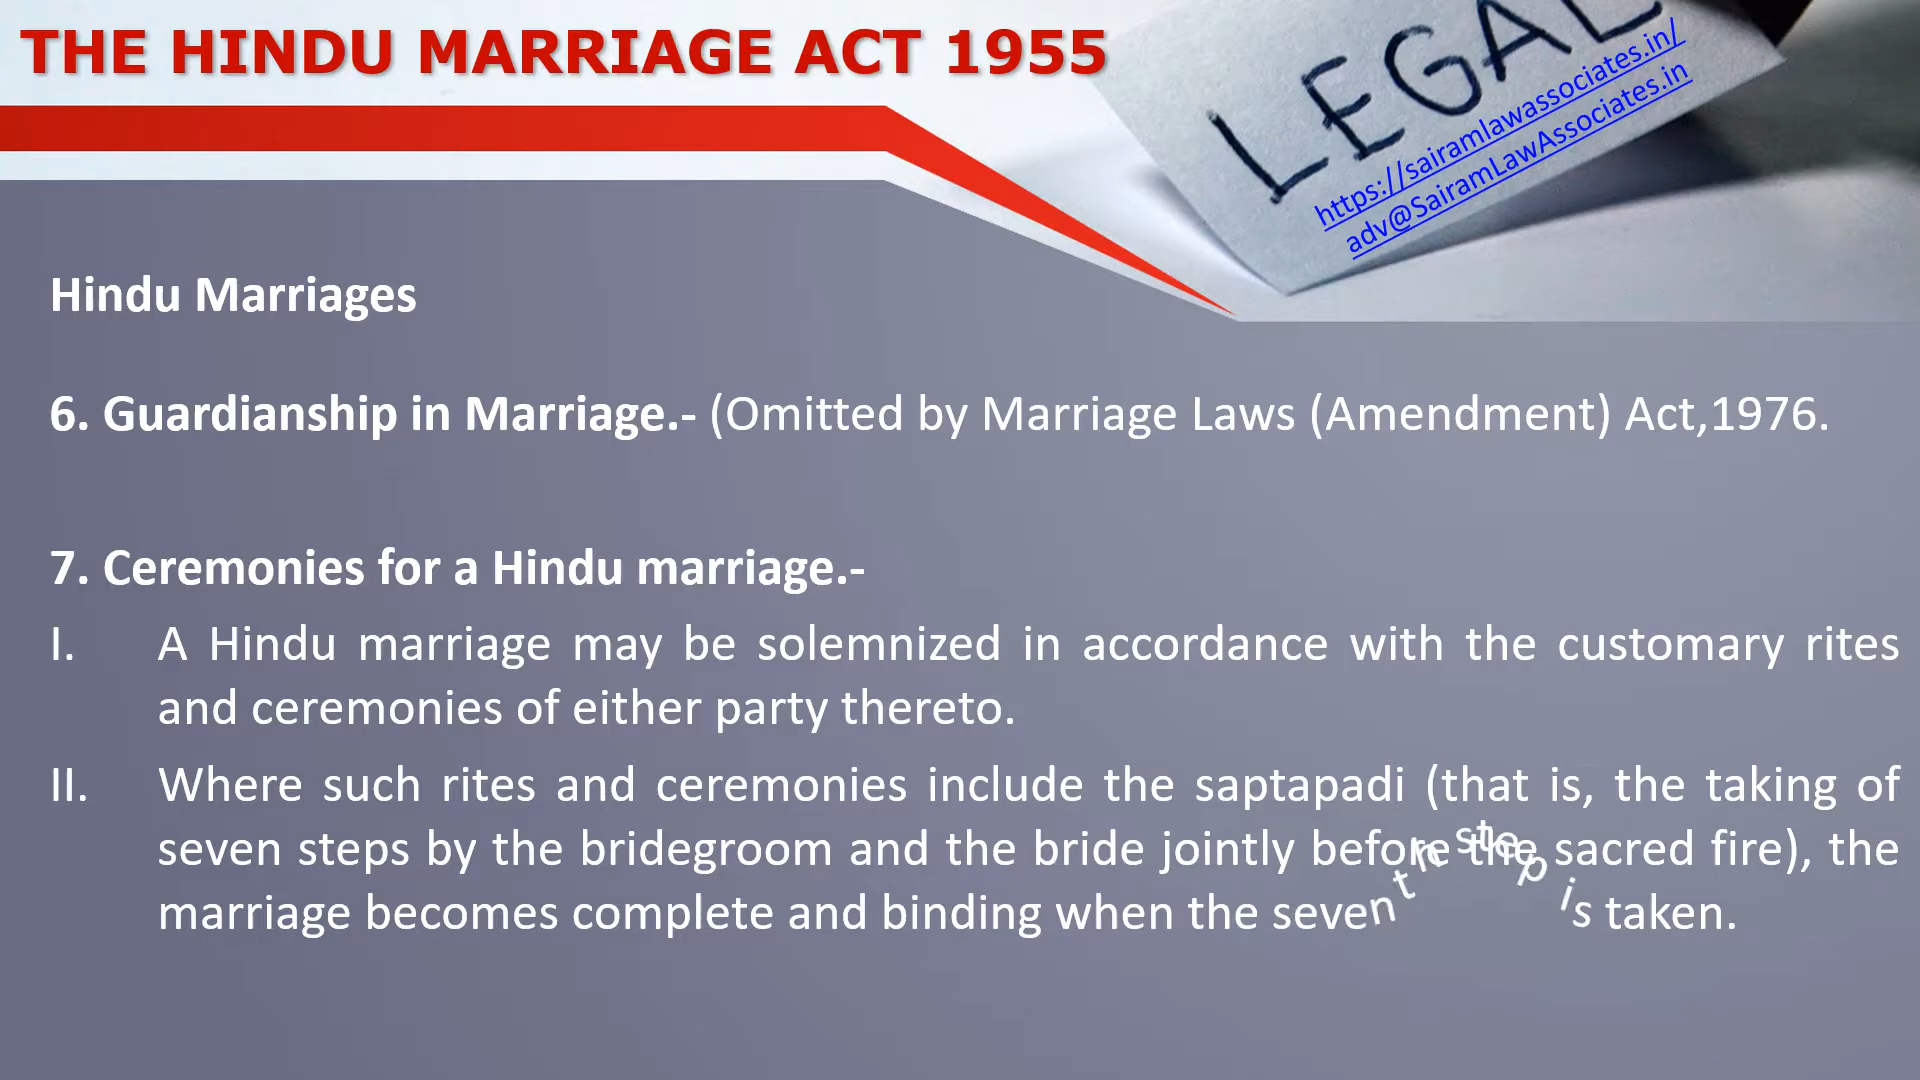 THE HINDU MARRIAGE ACT 1955
LEGAL
https://sairamlawassociates.in/
adv@SairamLawAssociates.in
Hindu Marriages
6. Guardianship in Marriage.- (Omitted by Marriage Laws (Amendment) Act,1976.
7. Ceremonies for a Hindu marriage.-
I. A Hindu marriage may be solemnized in accordance with the customary rites
and ceremonies of either party thereto.
II. Where such rites and ceremonies include the saptapadi (that is, the taking of
seven steps by the bridegroom and the bride jointly before the sacred fire), the
marriage becomes complete and binding when the seventh step is taken.